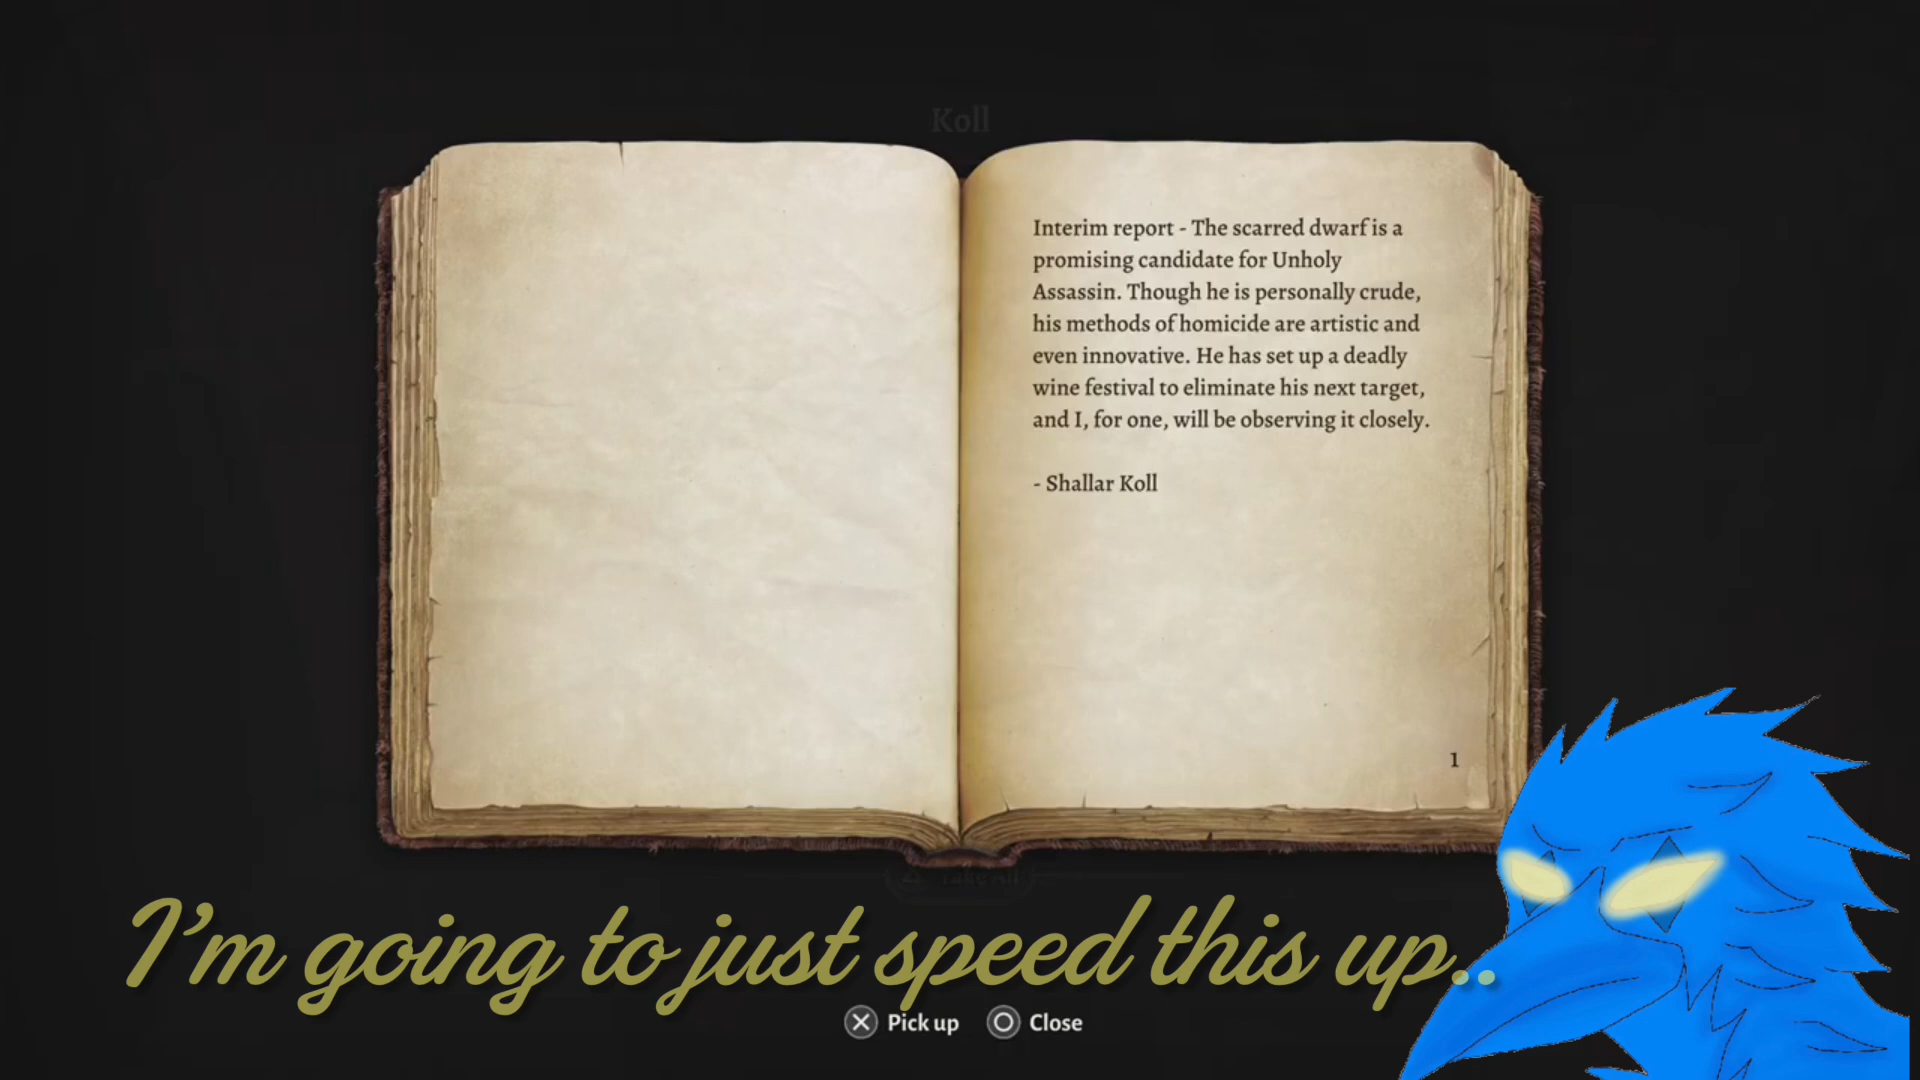 Koll
Interim report - The scarred dwarf is a
promising candidate for Unholy
Assassin. Though he is personally crude,
his methods of homicide are artistic and
even innovative. He has set up a deadly
wine festival to eliminate his next target,
and I, for one, will be observing it closely.
- Shallar Koll
1
Take All
I'm going to just speed this up..
Pick up
Close